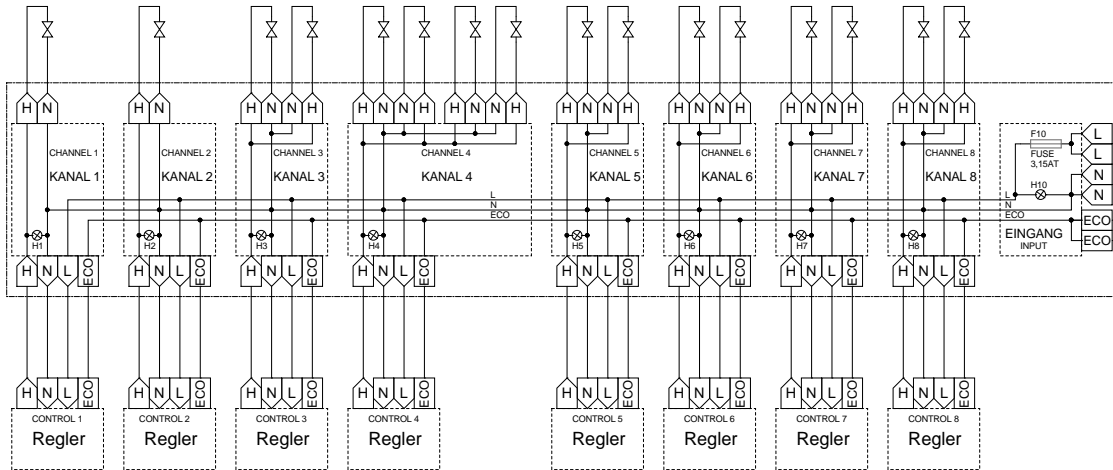 H N H N H N N H H N N H H N N H H N N H H N N H H N N H H N N H
CHANNEL 1 CHANNEL 2 CHANNEL 3 CHANNEL 4 CHANNEL 5 CHANNEL 6 CHANNEL 7 CHANNEL 8
KANAL 1 KANAL 2 KANAL 3 KANAL 4 KANAL 5 KANAL 6 KANAL 7 KANAL 8
F10
FUSE
3,15AT
L
L
N
N
H10
L L
N N
ECO ECO
ECO
ECO
EINGANG
INPUT
H1 H2 H3 H4 H5 H6 H7 H8
H N L ECO H N L ECO H N L ECO H N L ECO H N L ECO H N L ECO H N L ECO H N L ECO
H N L ECO H N L ECO H N L ECO H N L ECO H N L ECO H N L ECO H N L ECO H N L ECO
CONTROL 1 CONTROL 2 CONTROL 3 CONTROL 4 CONTROL 5 CONTROL 6 CONTROL 7 CONTROL 8
Regler Regler Regler Regler Regler Regler Regler Regler